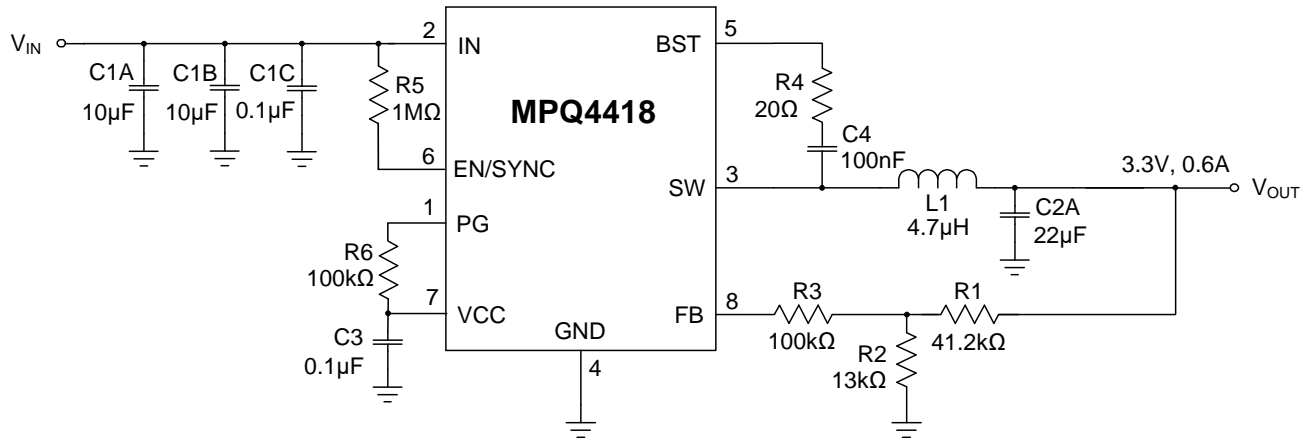 VIN
C1A
10µF
C1B
10µF
C1C
0.1µF
R5
1MΩ
2
IN
6
EN/SYNC
1
PG
R6
100kΩ
7
VCC
C3
0.1µF
MPQ4418
GND
4
BST
5
R4
20Ω
C4
100nF
SW
3
L1
4.7µH
3.3V, 0.6A
VOUT
C2A
22µF
FB
8
R3
100kΩ
R1
41.2kΩ
R2
13kΩ